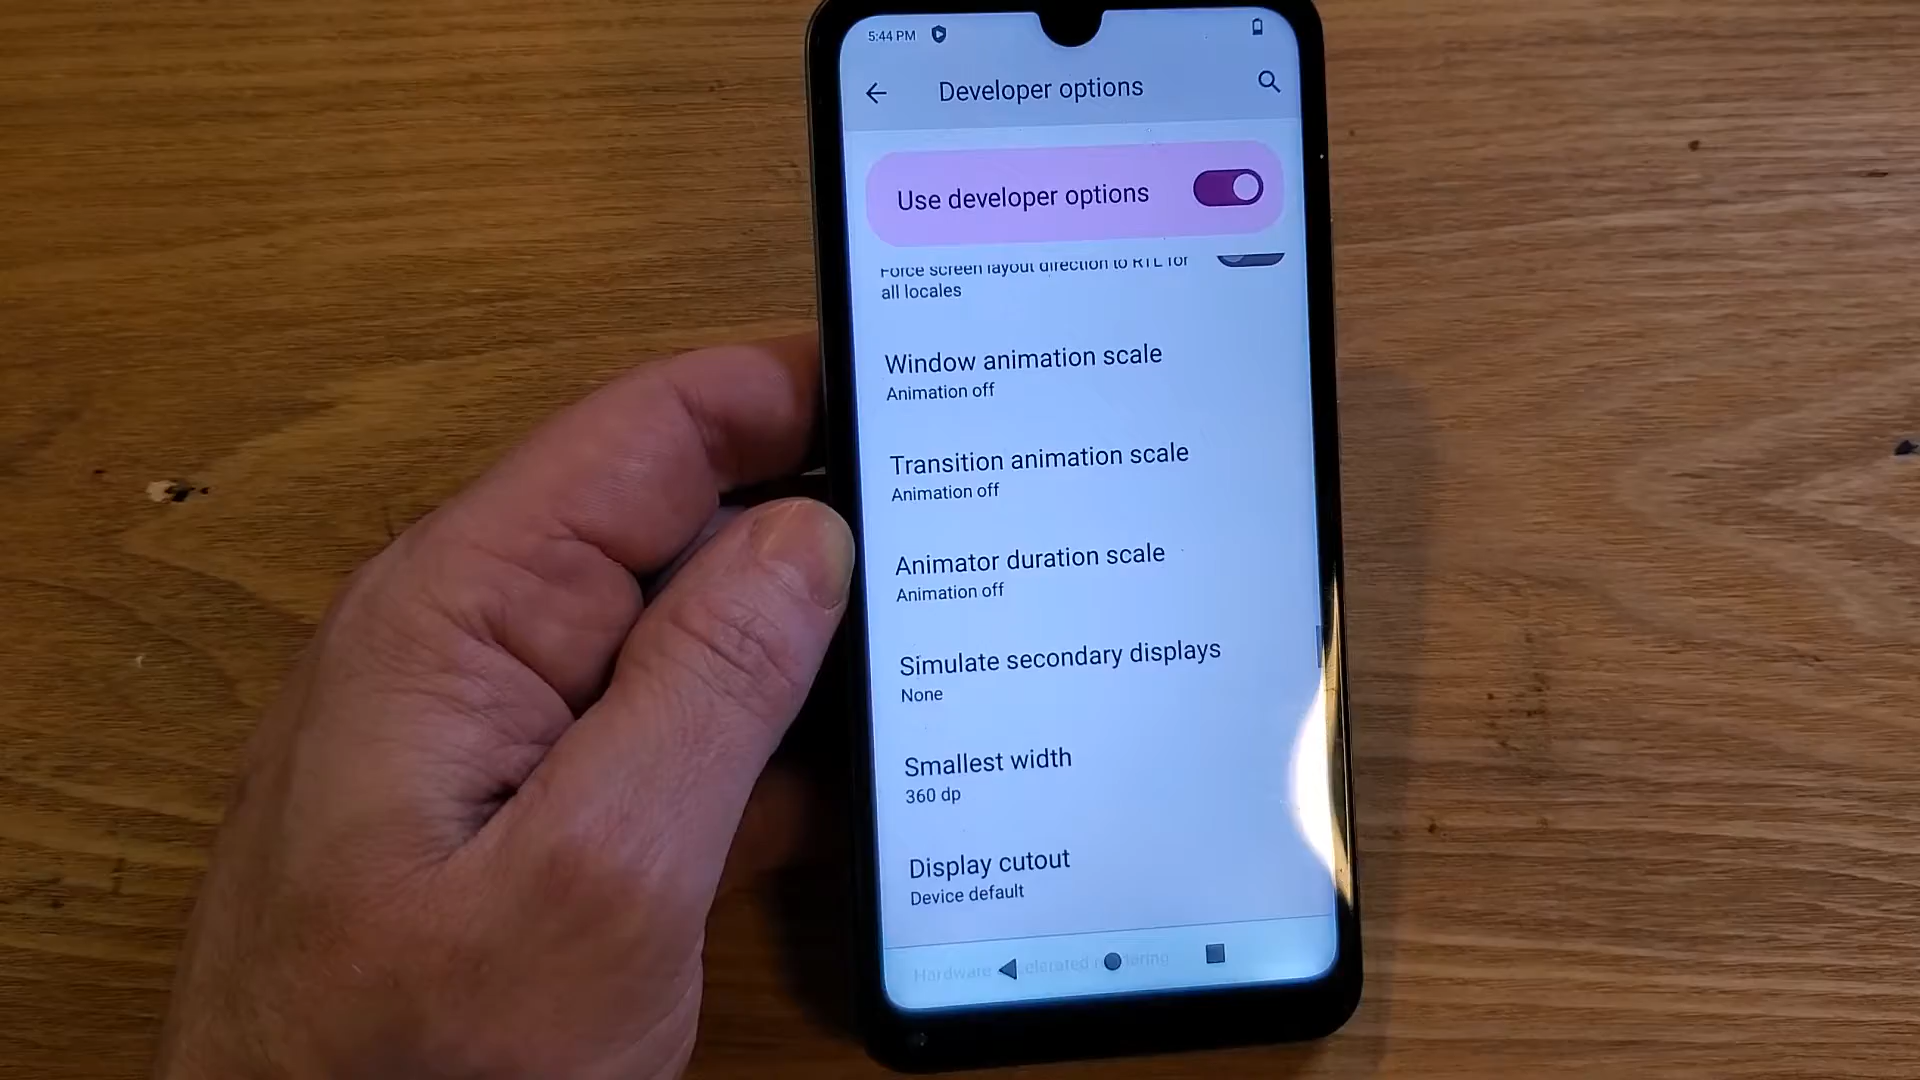 5:44 PM
Developer options
Use developer options
Force screen layout direction to RTL for
all locales
Window animation scale
Animation off
Transition animation scale
Animation off
Animator duration scale
Animation off
Simulate secondary displays
None
Smallest width
360 dp
Display cutout
Device default
Hardware